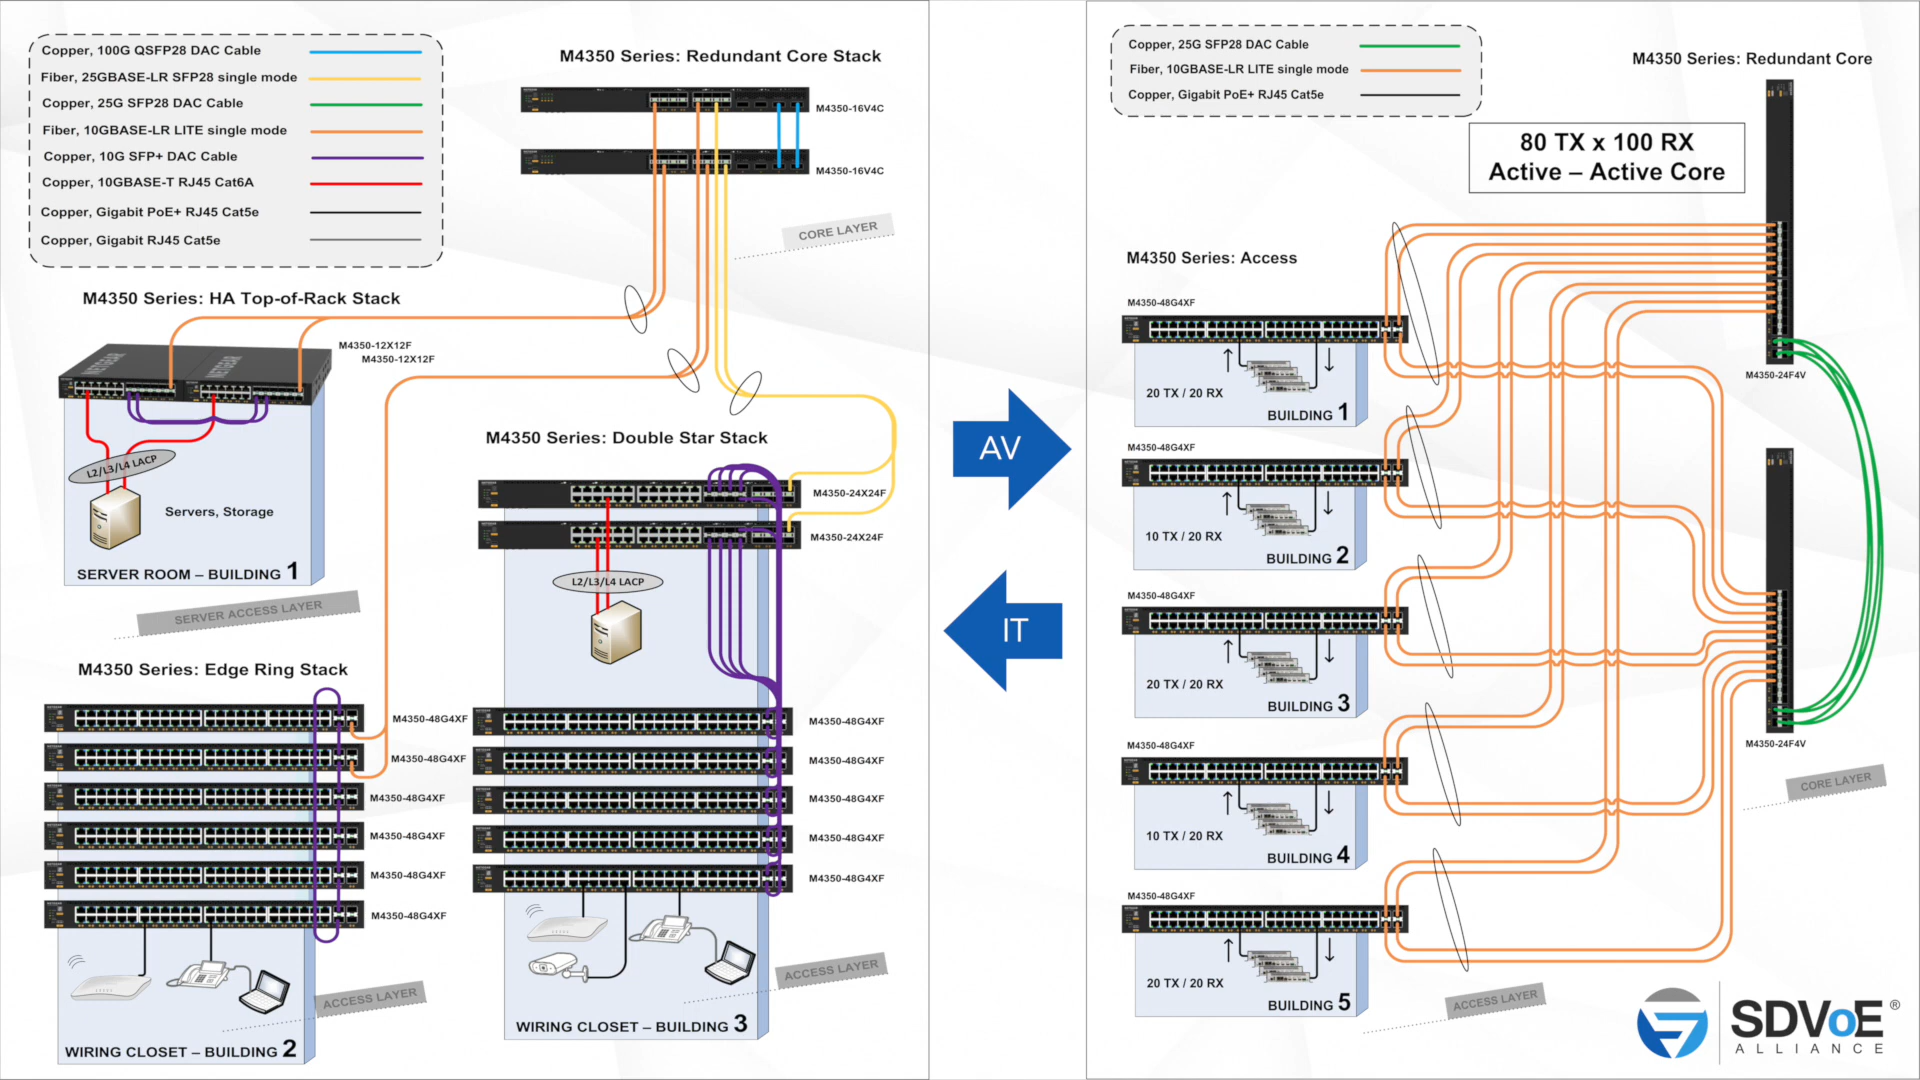 Copper, 100G QSFP28 DAC Cable
Fiber, 25GBASE-LR SFP28 single mode
Copper, 25G SFP28 DAC Cable
Fiber, 10GBASE-LR LITE single mode
Copper, 10G SFP+ DAC Cable
Copper, 10GBASE-T RJ45 Cat6A
Copper, Gigabit PoE+ RJ45 Cat5e
Copper, Gigabit RJ45 Cat5e
M4350 Series: Redundant Core Stack
M4350-16V4C
M4350-16V4C
CORE LAYER
M4350 Series: HA Top-of-Rack Stack
M4350-12X12F
M4350-12X12F
NETGEAR
NETGEAR
L2/L3/L4 LACP
Servers, Storage
SERVER ROOM – BUILDING 1
SERVER ACCESS LAYER
M4350 Series: Double Star Stack
M4350-24X24F
M4350-24X24F
L2/L3/L4 LACP
M4350 Series: Edge Ring Stack
M4350-48G4XF
M4350-48G4XF
M4350-48G4XF
M4350-48G4XF
M4350-48G4XF
M4350-48G4XF
ACCESS LAYER
WIRING CLOSET – BUILDING 2
M4350-48G4XF
M4350-48G4XF
M4350-48G4XF
M4350-48G4XF
M4350-48G4XF
ACCESS LAYER
WIRING CLOSET – BUILDING 3
AV
IT
Copper, 25G SFP28 DAC Cable
Fiber, 10GBASE-LR LITE single mode
Copper, Gigabit PoE+ RJ45 Cat5e
M4350 Series: Redundant Core
80 TX x 100 RX
Active – Active Core
M4350 Series: Access
M4350-48G4XF
20 TX / 20 RX
BUILDING 1
M4350-24F4V
M4350-48G4XF
10 TX / 20 RX
BUILDING 2
M4350-48G4XF
20 TX / 20 RX
BUILDING 3
M4350-24F4V
M4350-48G4XF
10 TX / 20 RX
BUILDING 4
CORE LAYER
M4350-48G4XF
20 TX / 20 RX
BUILDING 5
ACCESS LAYER
SDVoE ®
ALLIANCE